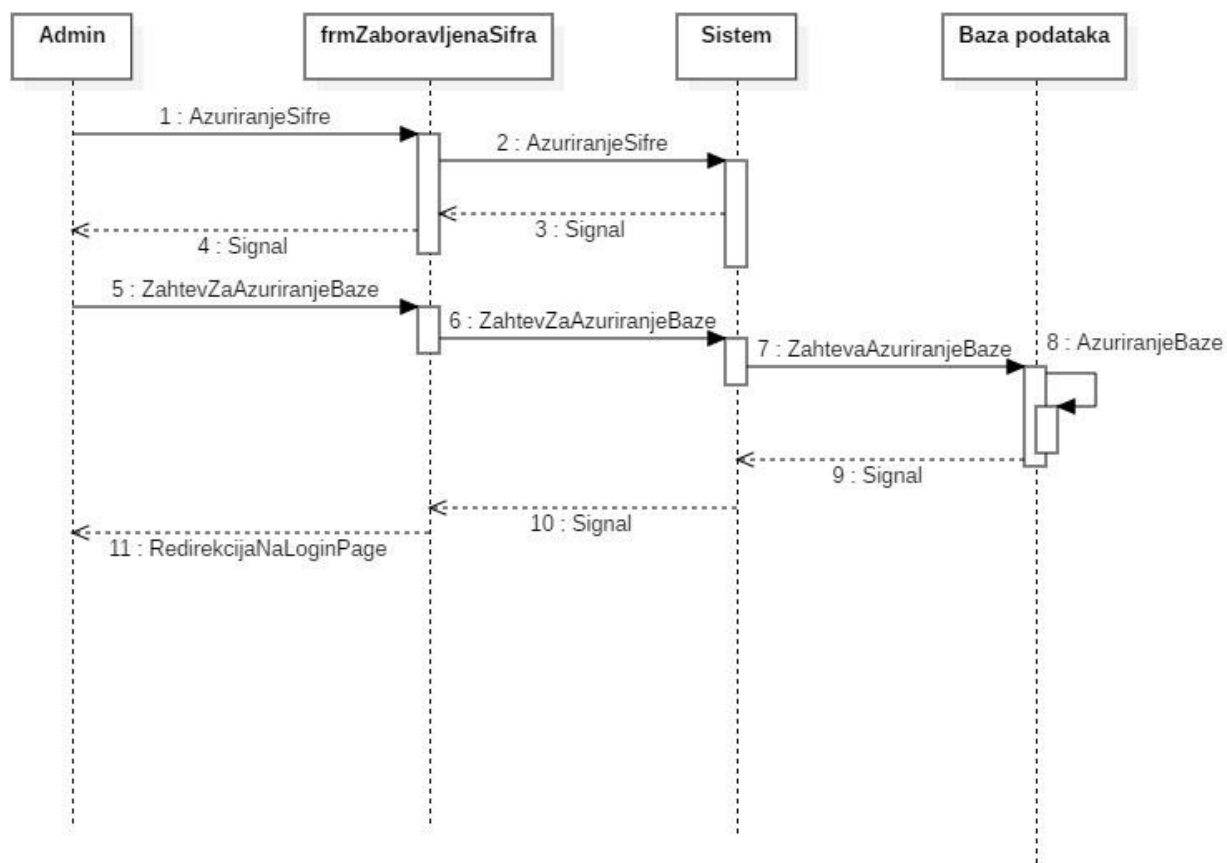 Admin
frmZaboravljenaSifra
Sistem
Baza podataka
1 : AzuriranjeSifre
2 : AzuriranjeSifre
3 : Signal
4 : Signal
5 : ZahtevZaAzuriranjeBaze
6 : ZahtevZaAzuriranjeBaze
7 : ZahtevaAzuriranjeBaze
8 : AzuriranjeBaze
9 : Signal
10 : Signal
11 : RedirekcijaNaLoginPage